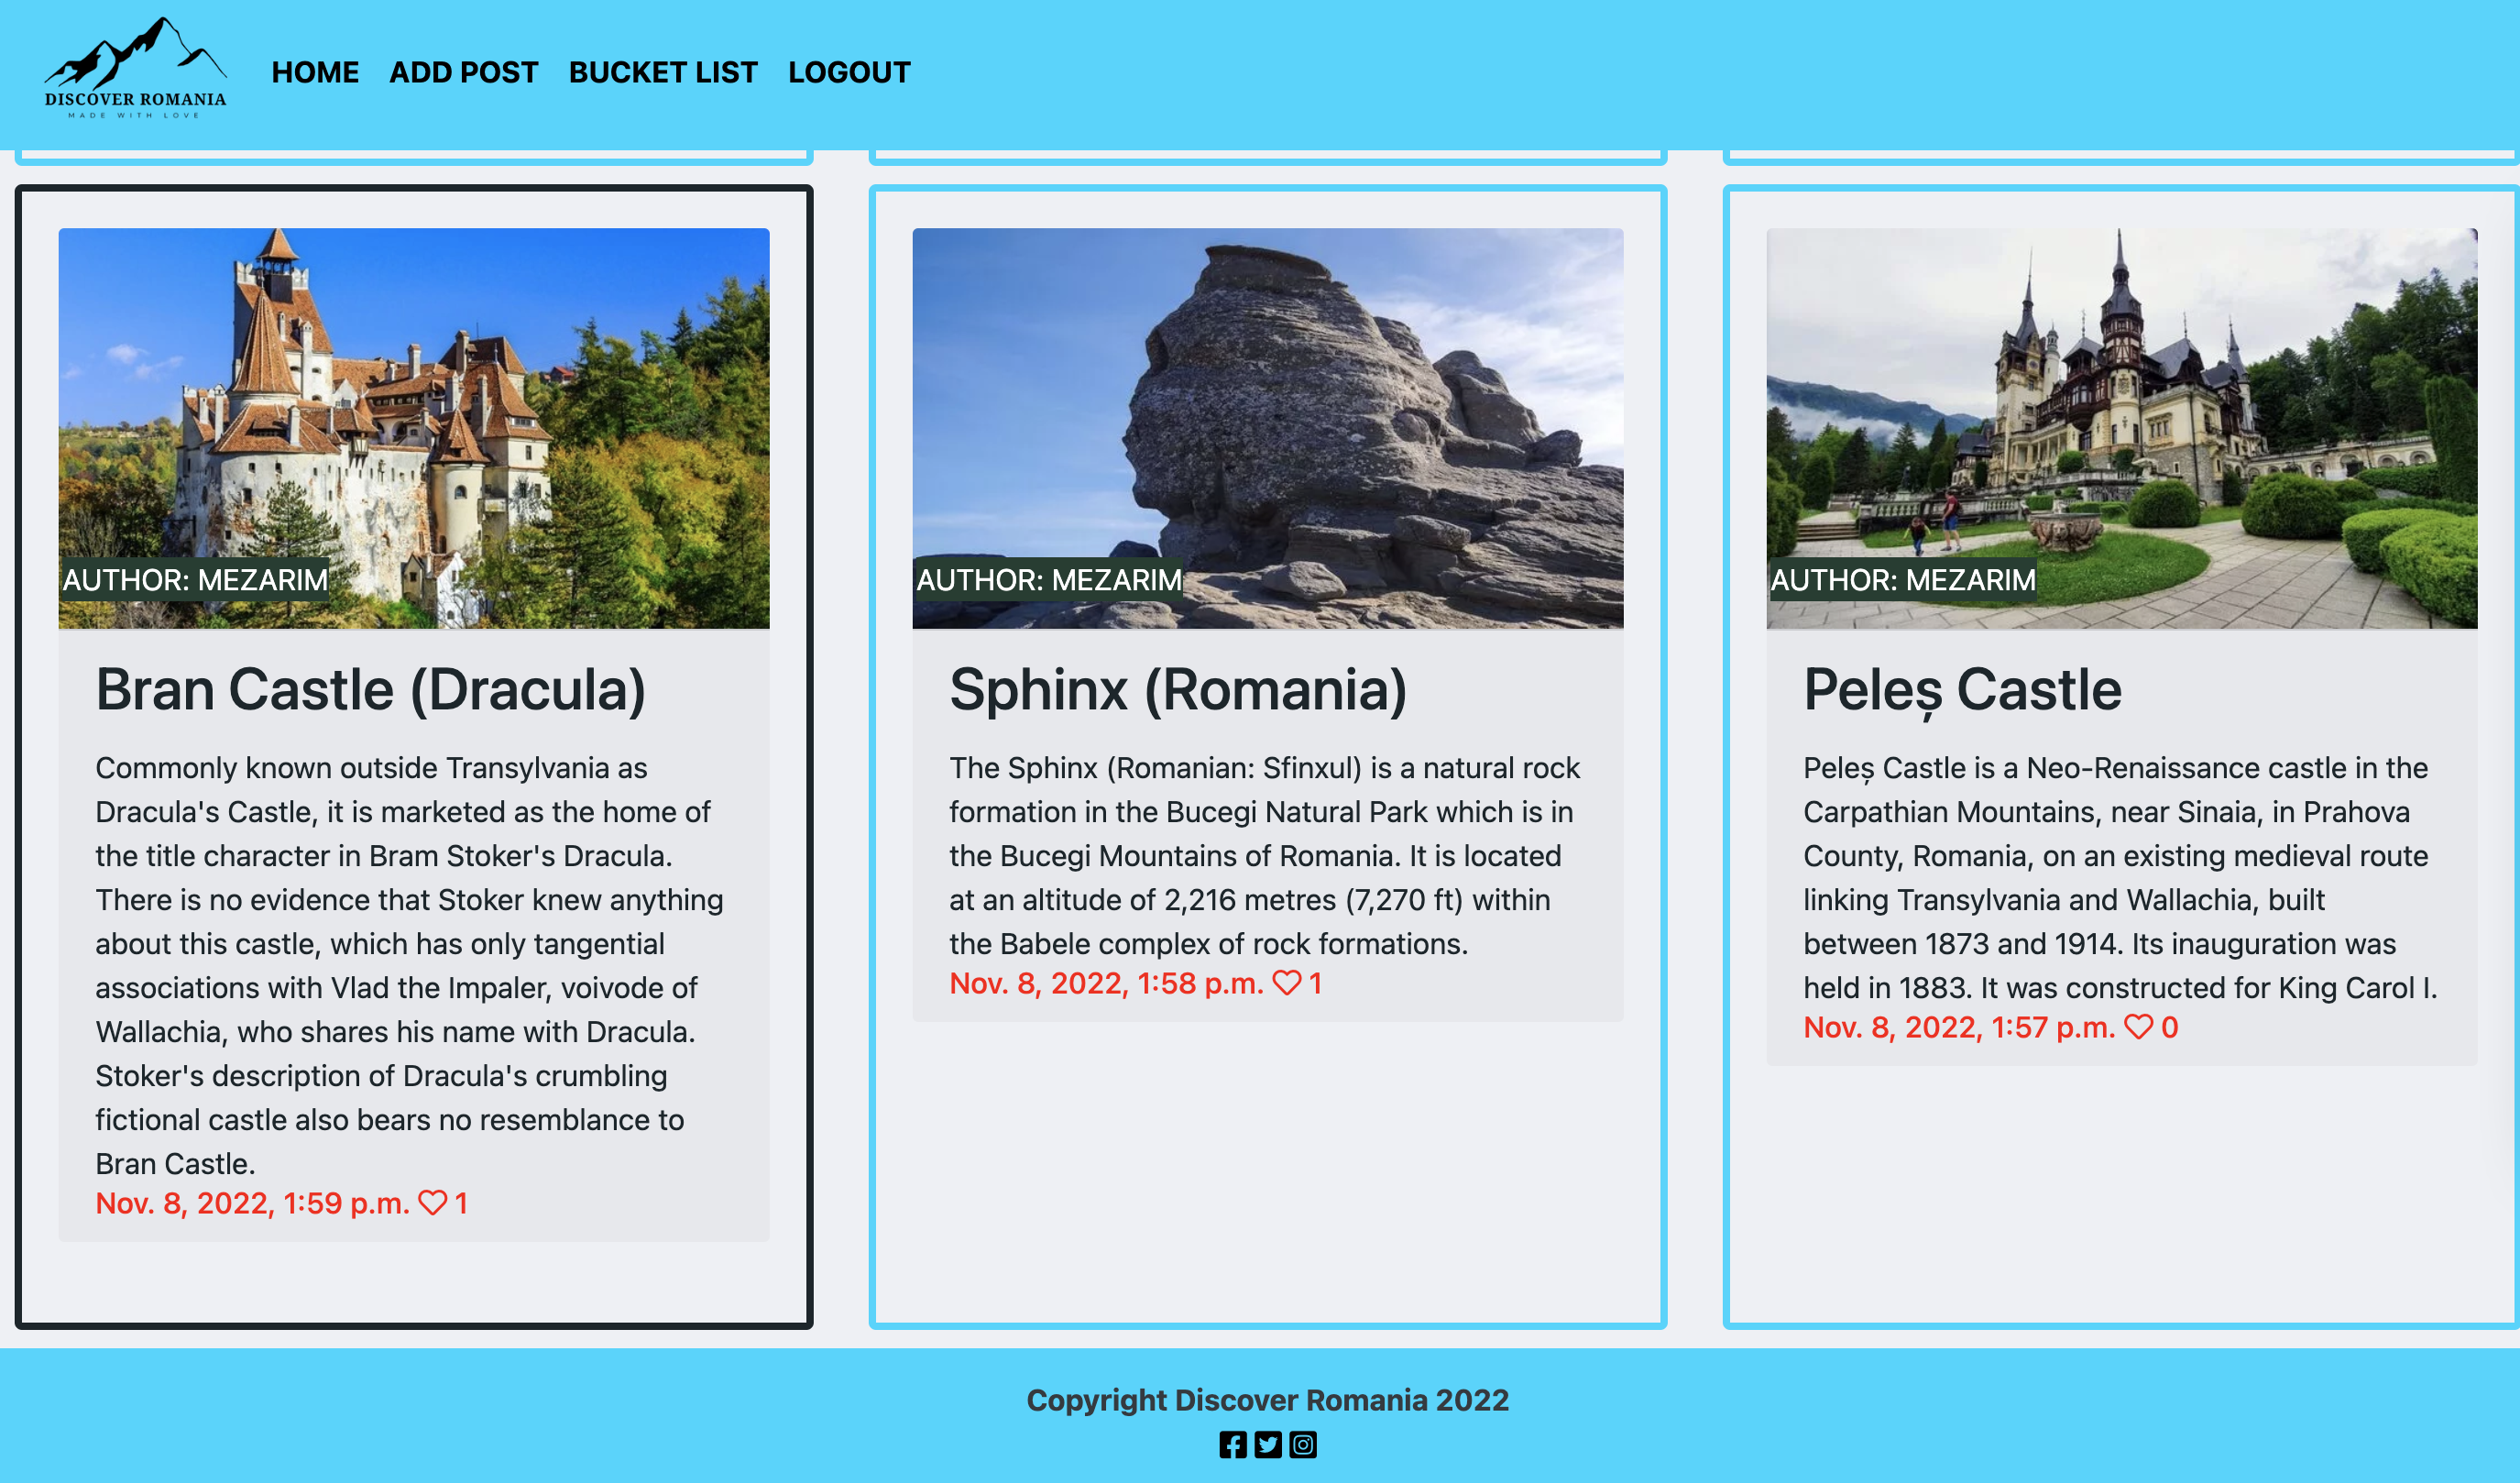 DISCOVER ROMANIA
MADE WITH LOVE
HOME ADD POST BUCKET LIST LOGOUT
AUTHOR: MEZARIM
Bran Castle (Dracula)
Commonly known outside Transylvania as
Dracula's Castle, it is marketed as the home of
the title character in Bram Stoker's Dracula.
There is no evidence that Stoker knew anything
about this castle, which has only tangential
associations with Vlad the Impaler, voivode of
Wallachia, who shares his name with Dracula.
Stoker's description of Dracula's crumbling
fictional castle also bears no resemblance to
Bran Castle.
Nov. 8, 2022, 1:59 p.m. 1
AUTHOR: MEZARIM
Sphinx (Romania)
The Sphinx (Romanian: Sfinxul) is a natural rock
formation in the Bucegi Natural Park which is in
the Bucegi Mountains of Romania. It is located
at an altitude of 2,216 metres (7,270 ft) within
the Babele complex of rock formations.
Nov. 8, 2022, 1:58 p.m. 1
AUTHOR: MEZARIM
Peleș Castle
Peleș Castle is a Neo-Renaissance castle in the
Carpathian Mountains, near Sinaia, in Prahova
County, Romania, on an existing medieval route
linking Transylvania and Wallachia, built
between 1873 and 1914. Its inauguration was
held in 1883. It was constructed for King Carol I.
Nov. 8, 2022, 1:57 p.m. 0
Copyright Discover Romania 2022